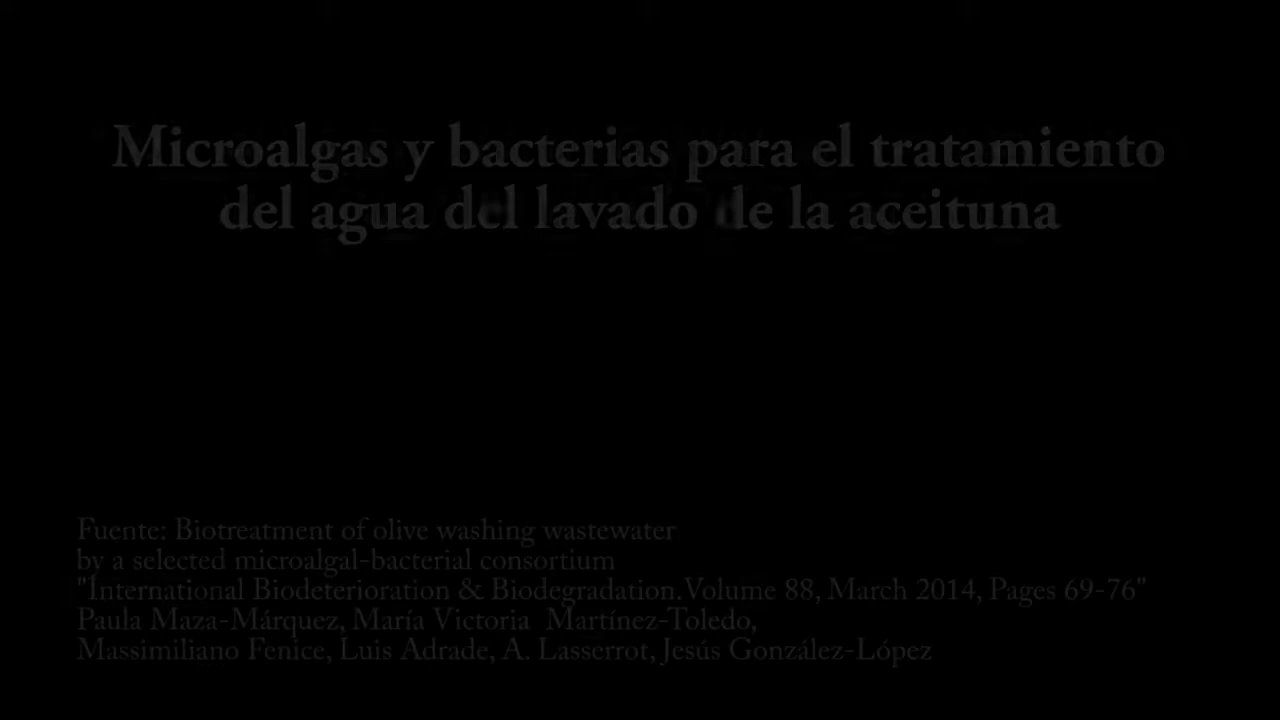 Microalgas y bacterias para el tratamiento
del agua del lavado de la aceituna
Fuente: Biotreatment of olive washing wastewater
by a selected microalgal-bacterial consortium
"International Biodeterioration & Biodegradation.Volume 88, March 2014, Pages 69-76"
Paula Maza-Márquez, María Victoria Martínez-Toledo,
Massimiliano Fenice, Luis Adrade, A. Lasserrot, Jesús González-López